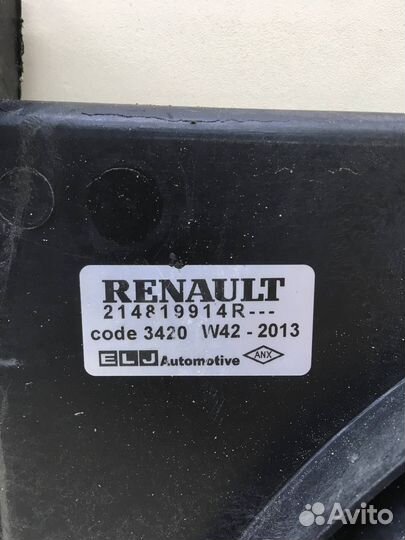 RENAULT
214819914R---
code 3420 W42 - 2013
ELJ Automotive ANX
Avito